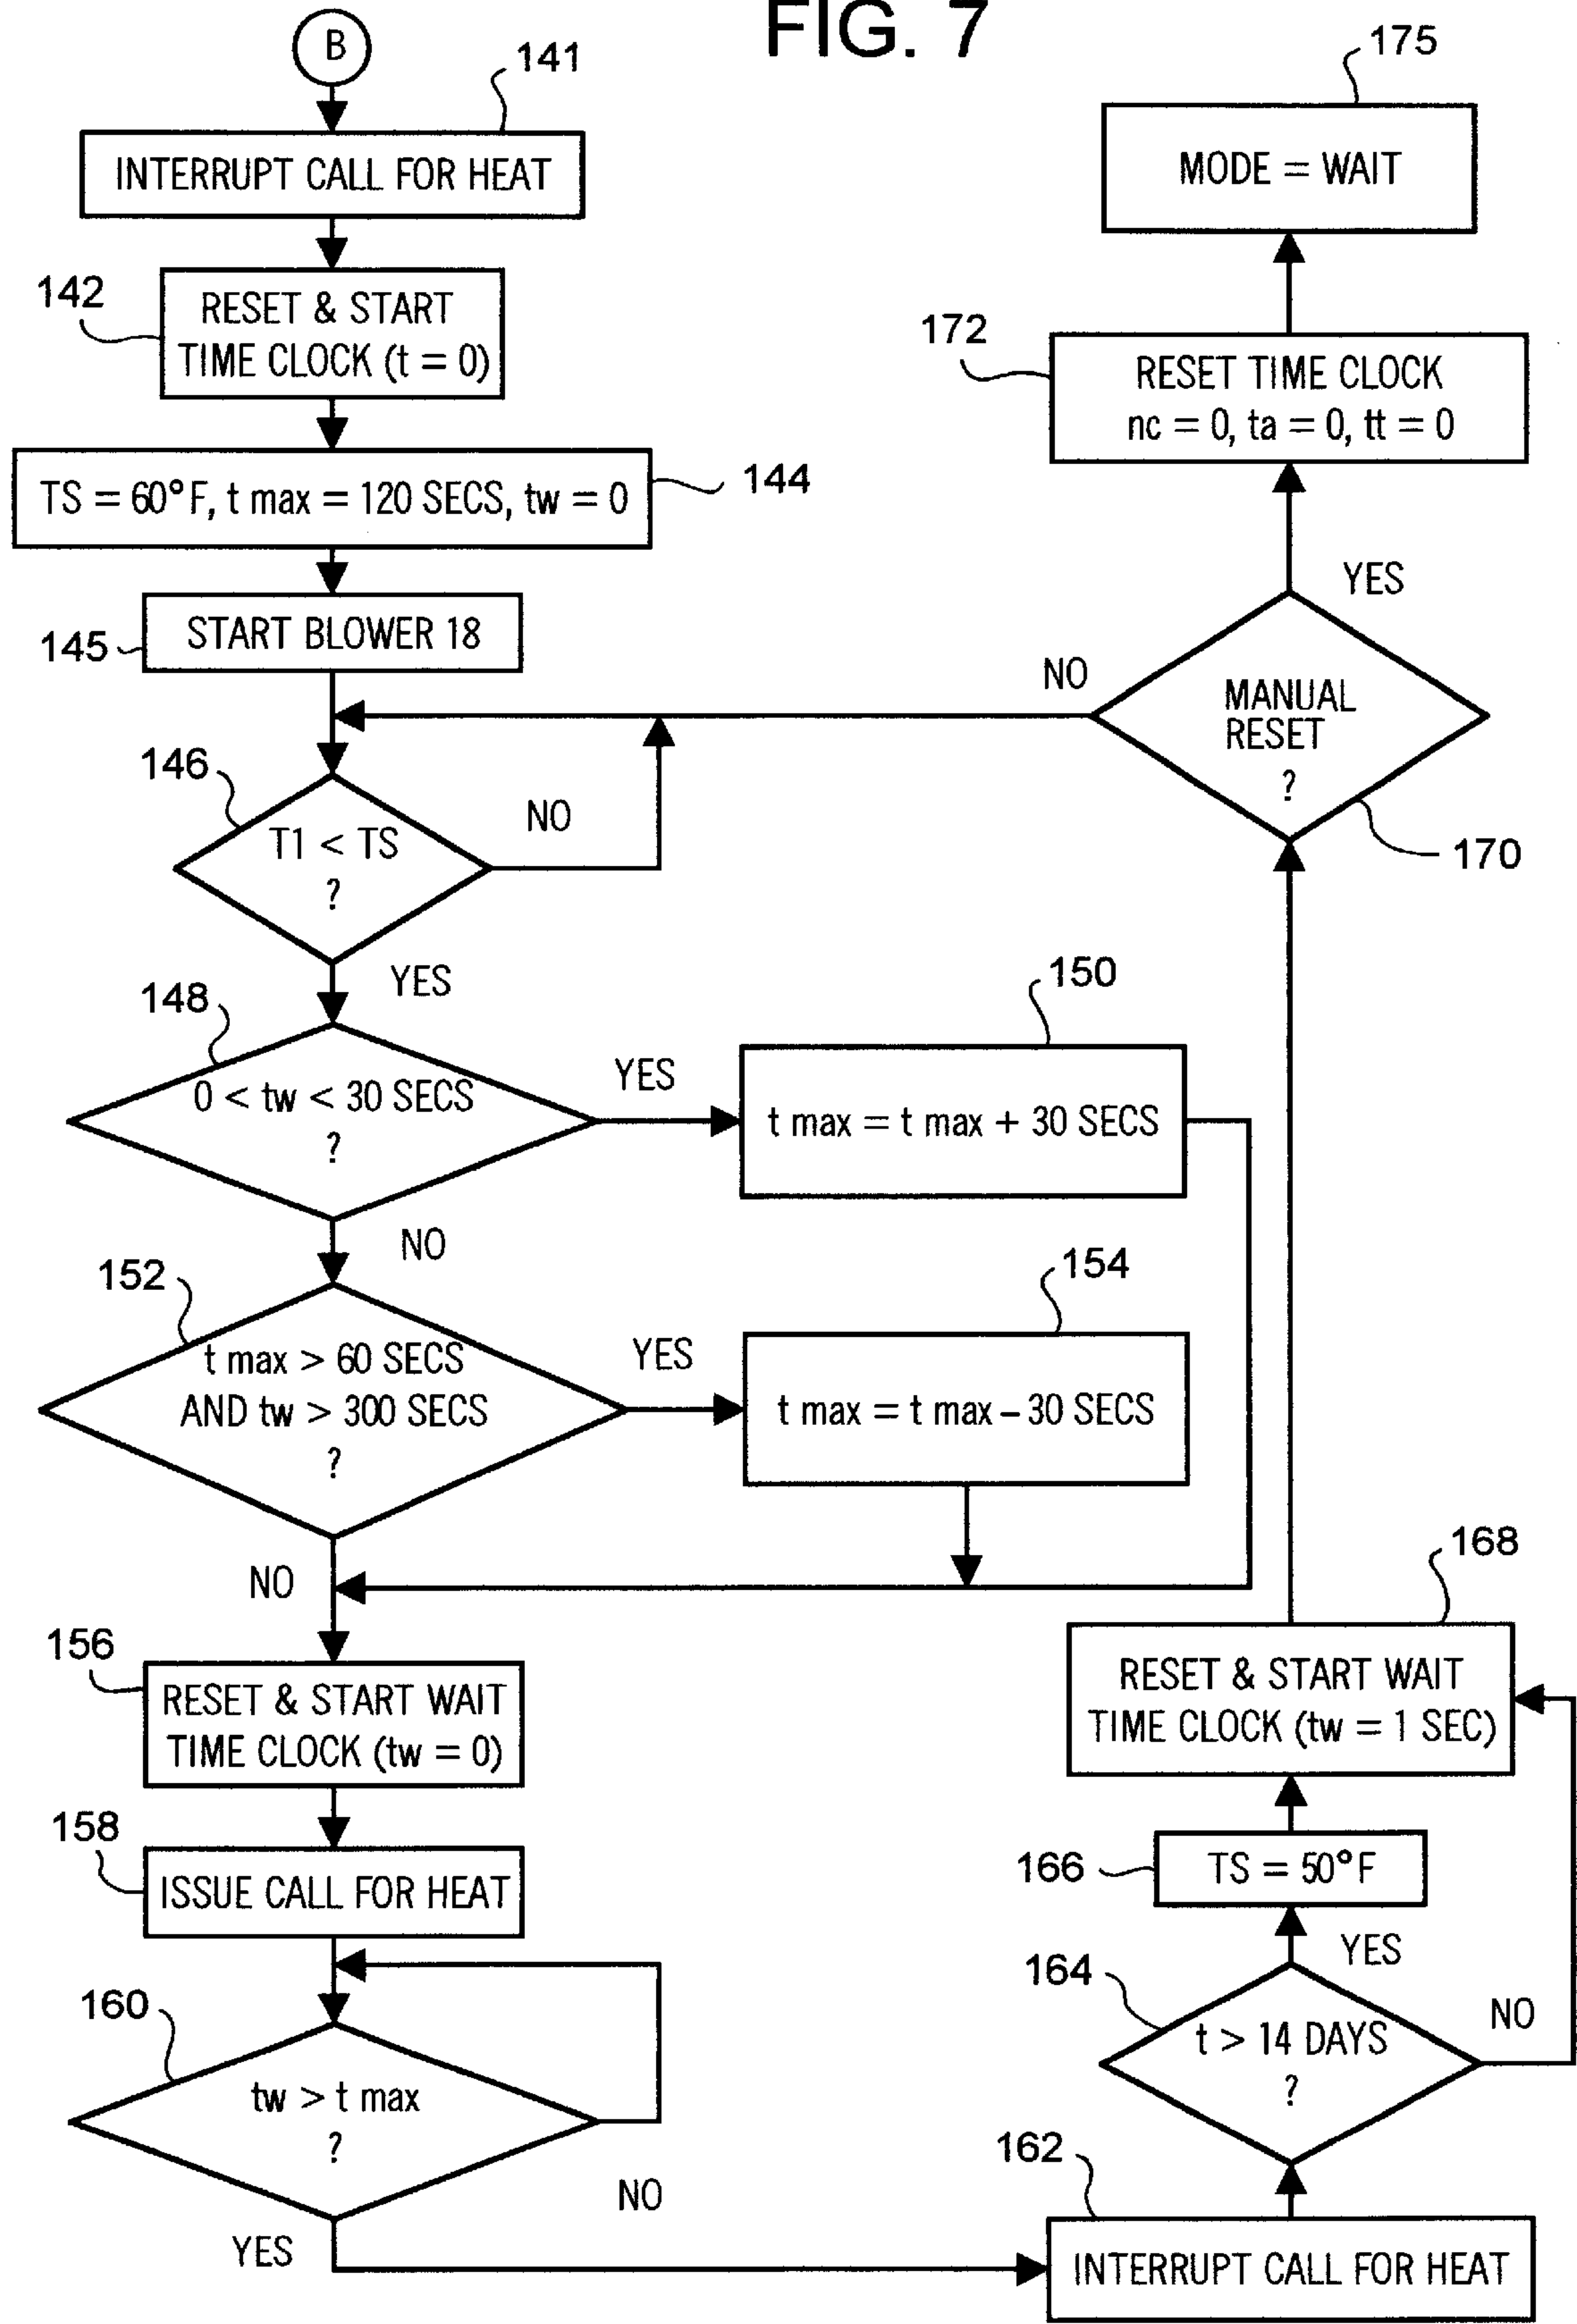 FIG. 7
B
141
INTERRUPT CALL FOR HEAT
142
RESET & START
TIME CLOCK (t = 0)
TS = 60°F, t max = 120 SECS, tw = 0
144
START BLOWER 18
145
146
T1 < TS
?
NO
YES
148
0 < tw < 30 SECS
?
YES
NO
150
t max = t max + 30 SECS
152
t max > 60 SECS
AND tw > 300 SECS
?
YES
NO
154
t max = t max – 30 SECS
156
RESET & START WAIT
TIME CLOCK (tw = 0)
158
ISSUE CALL FOR HEAT
160
tw > t max
?
NO
YES
162
INTERRUPT CALL FOR HEAT
164
t > 14 DAYS
?
YES
NO
166
TS = 50°F
168
RESET & START WAIT
TIME CLOCK (tw = 1 SEC)
170
MANUAL
RESET
?
NO
YES
172
RESET TIME CLOCK
nc = 0, ta = 0, tt = 0
175
MODE = WAIT